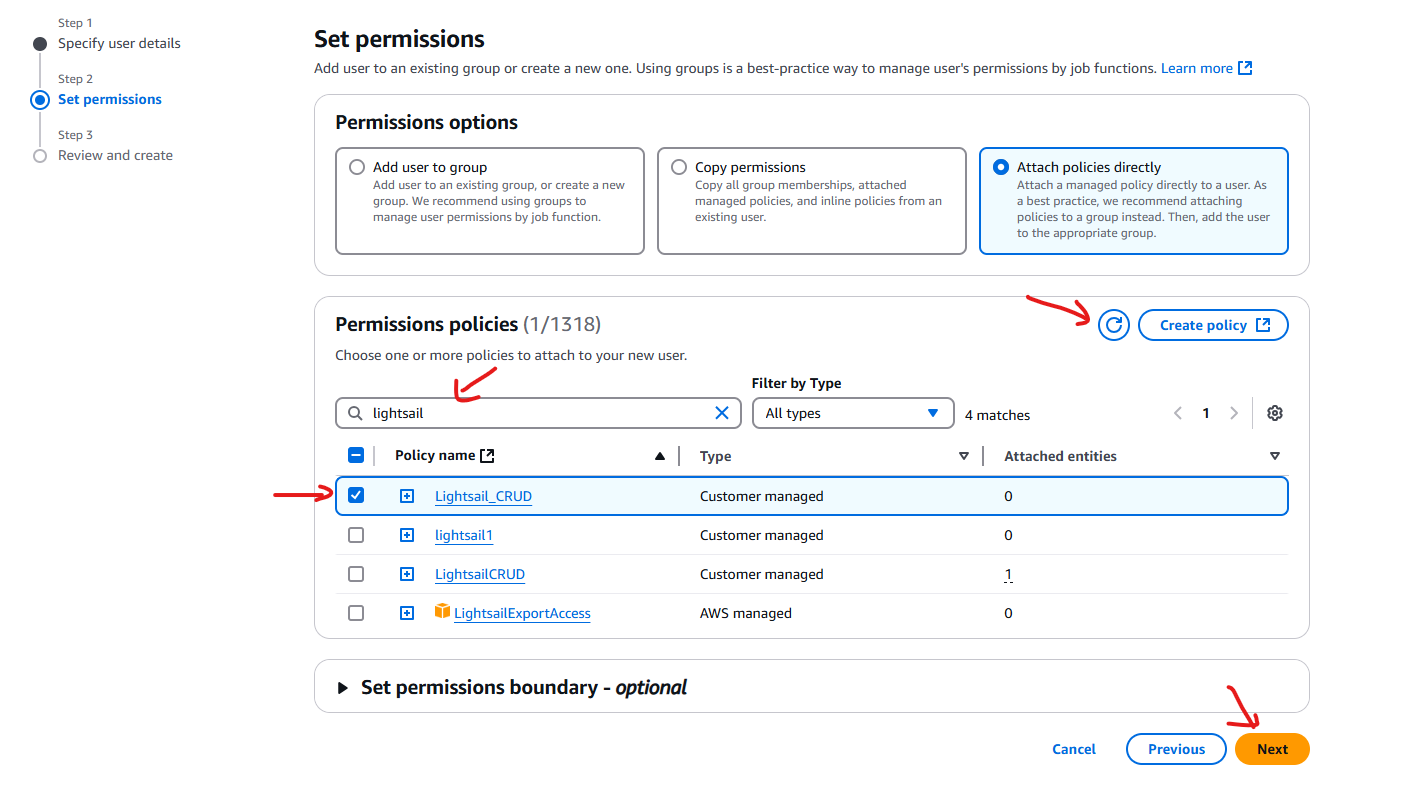 Step 1
Specify user details
Step 2
Set permissions
Step 3
Review and create
Set permissions
Add user to an existing group or create a new one. Using groups is a best-practice way to manage user's permissions by job functions. Learn more
Permissions options
Add user to group
Add user to an existing group, or create a new
group. We recommend using groups to
manage user permissions by job function.
Copy permissions
Copy all group memberships, attached
managed policies, and inline policies from an
existing user.
Attach policies directly
Attach a managed policy directly to a user. As
a best practice, we recommend attaching
policies to a group instead. Then, add the user
to the appropriate group.
Permissions policies (1/1318)
Create policy
Choose one or more policies to attach to your new user.
Filter by Type
lightsail
All types
4 matches
1
Policy name
Type
Attached entities
Lightsail_CRUD
Customer managed
0
lightsail1
Customer managed
0
LightsailCRUD
Customer managed
1
LightsailExportAccess
AWS managed
0
Set permissions boundary - optional
Cancel
Previous
Next